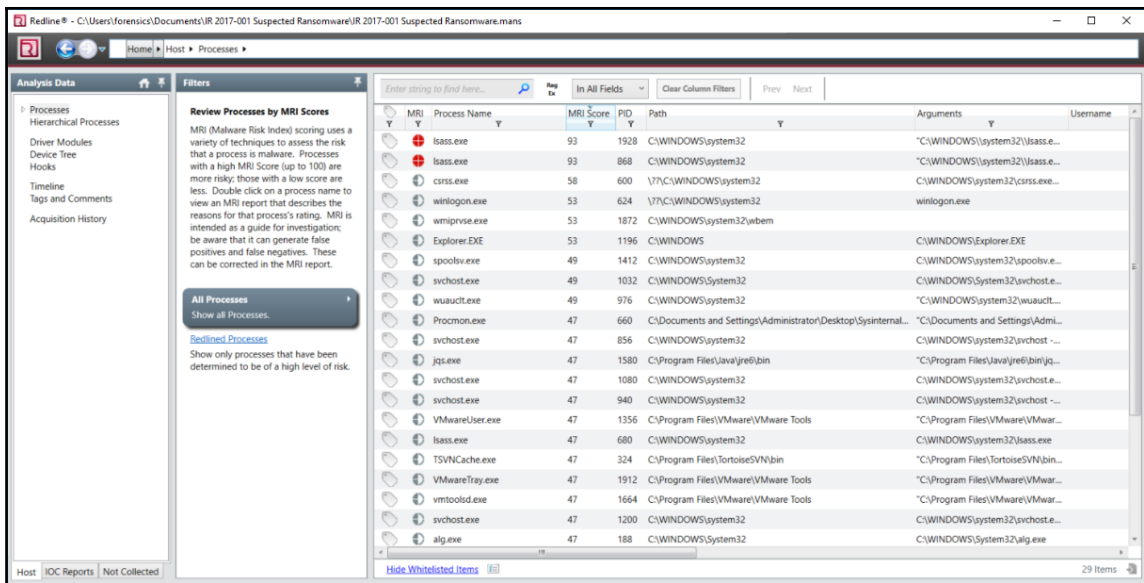 Redline® - C:\Users\forensics\Documents\IR 2017-001 Suspected Ransomware\IR 2017-001 Suspected Ransomware.mans
Home Host Processes
Analysis Data
Processes
Hierarchical Processes
Driver Modules
Device Tree
Hooks
Timeline
Tags and Comments
Acquisition History
Host IOC Reports Not Collected
Filters
Review Processes by MRI Scores
MRI (Malware Risk Index) scoring uses a
variety of techniques to assess the risk
that a process is malware. Processes
with a high MRI Score (up to 100) are
more risky; those with a low score are
less. Double click on a process name to
view an MRI report that describes the
reasons for that process's rating. MRI is
intended as a guide for investigation;
be aware that it can generate false
positives and false negatives. These
can be corrected in the MRI report.
All Processes
Show all Processes.
Redlined Processes
Show only processes that have been
determined to be of a high level of risk.
Enter string to find here... Reg Ex In All Fields Clear Column Filters Prev Next
MRI Process Name MRI Score PID Path Arguments Username
lsass.exe 93 1928 C:\WINDOWS\system32 "C:\WINDOWS\\system32\\lsass.e...
lsass.exe 93 868 C:\WINDOWS\system32 "C:\WINDOWS\\system32\\lsass.e...
csrss.exe 58 600 \??\C:\WINDOWS\system32 C:\WINDOWS\system32\csrss.exe...
winlogon.exe 53 624 \??\C:\WINDOWS\system32 winlogon.exe
wmiprvse.exe 53 1872 C:\WINDOWS\system32\wbem
Explorer.EXE 53 1196 C:\WINDOWS C:\WINDOWS\Explorer.EXE
spoolsv.exe 49 1412 C:\WINDOWS\system32 C:\WINDOWS\system32\spoolsv.e...
svchost.exe 49 1032 C:\WINDOWS\System32 C:\WINDOWS\System32\svchost.e...
wuauclt.exe 49 976 C:\WINDOWS\system32 "C:\WINDOWS\system32\wuauclt....
Procmon.exe 47 660 C:\Documents and Settings\Administrator\Desktop\Sysinternal... "C:\Documents and Settings\Admi...
svchost.exe 47 856 C:\WINDOWS\system32 C:\WINDOWS\system32\svchost -...
jqs.exe 47 1580 C:\Program Files\Java\jre6\bin "C:\Program Files\Java\jre6\bin\jq...
svchost.exe 47 1080 C:\WINDOWS\system32 C:\WINDOWS\system32\svchost.e...
svchost.exe 47 940 C:\WINDOWS\system32 C:\WINDOWS\system32\svchost -...
VMwareUser.exe 47 1356 C:\Program Files\VMware\VMware Tools "C:\Program Files\VMware\VMwar...
lsass.exe 47 680 C:\WINDOWS\system32 C:\WINDOWS\system32\lsass.exe
TSVNCache.exe 47 324 C:\Program Files\TortoiseSVN\bin "C:\Program Files\TortoiseSVN\bin...
VMwareTray.exe 47 1912 C:\Program Files\VMware\VMware Tools "C:\Program Files\VMware\VMwar...
vmtoolsd.exe 47 1664 C:\Program Files\VMware\VMware Tools "C:\Program Files\VMware\VMwar...
svchost.exe 47 1200 C:\WINDOWS\system32 C:\WINDOWS\system32\svchost.e...
alg.exe 47 188 C:\WINDOWS\System32 C:\WINDOWS\System32\alg.exe
Hide Whitelisted Items 29 Items